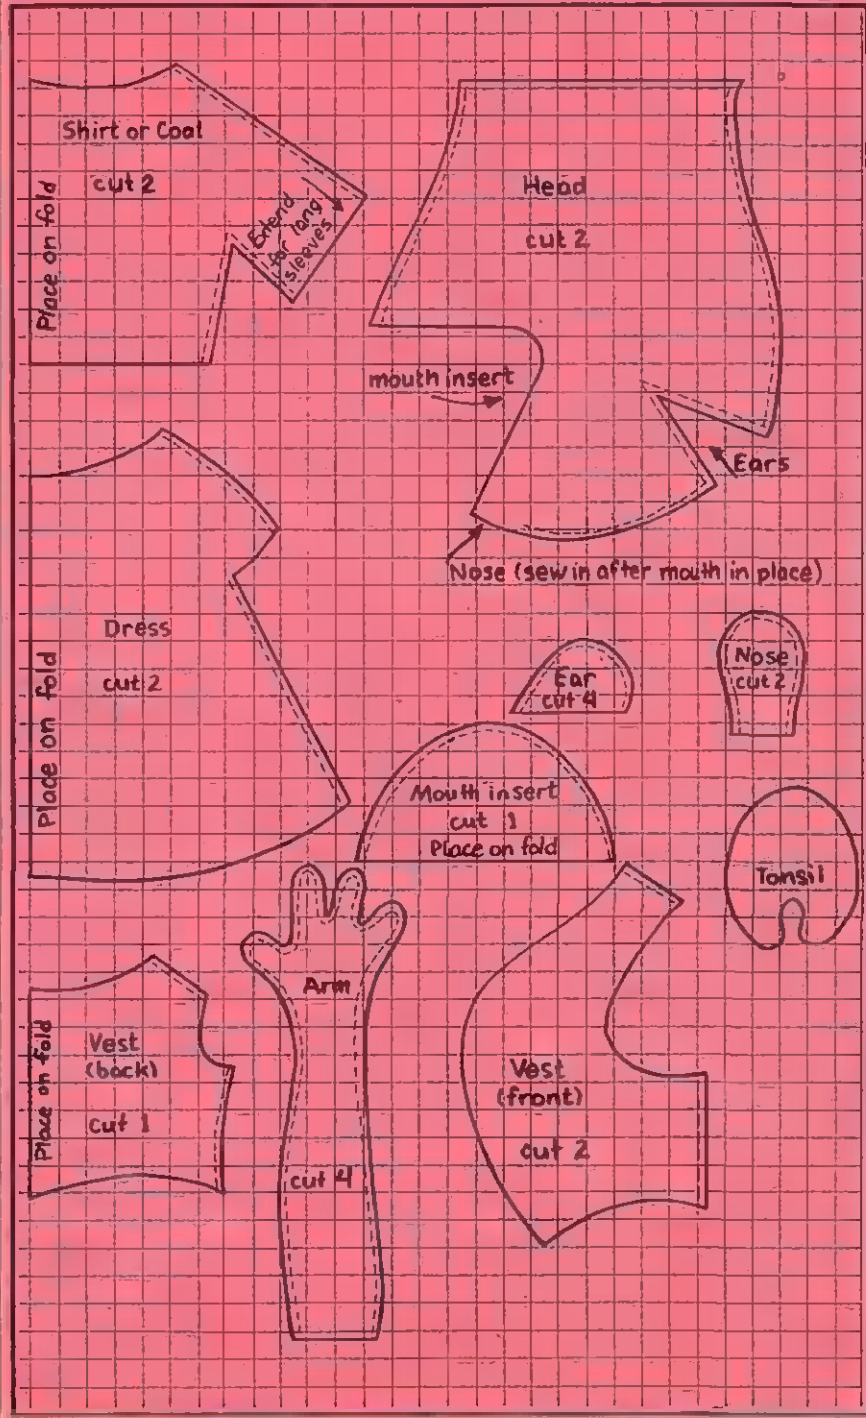 Shirt or Coat
cut 2
Place on fold
Extend
for long
sleeves
Head
cut 2
mouth insert
Ears
Nose (sew in after mouth in place)
Dress
cut 2
Place on fold
Ear
cut 4
Nose
cut 2
Mouth insert
cut 1
Place on fold
Tonsil
Arm
cut 4
Vest
(back)
cut 1
Place on fold
Vest
(front)
cut 2